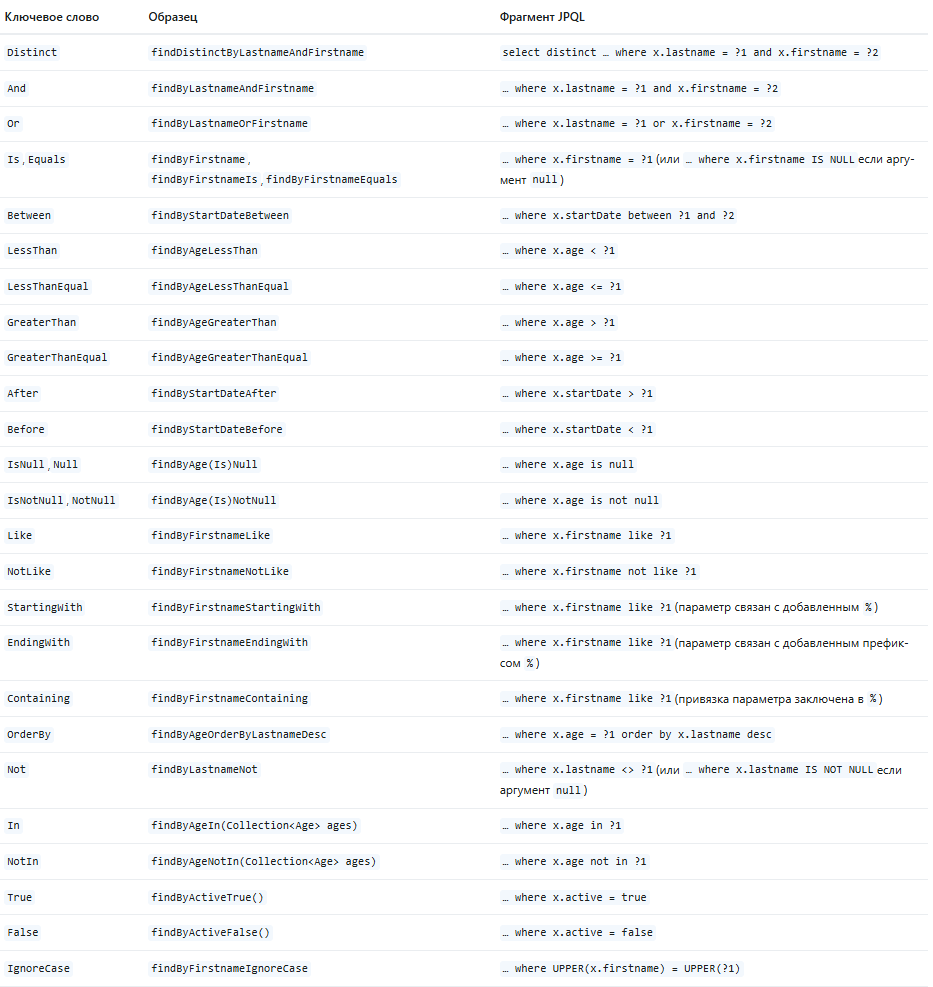 Ключевое слово Образец Фрагмент JPQL
Distinct findDistinctByLastnameAndFirstname select distinct … where x.lastname = ?1 and x.firstname = ?2
And findByLastnameAndFirstname … where x.lastname = ?1 and x.firstname = ?2
Or findByLastnameOrFirstname … where x.lastname = ?1 or x.firstname = ?2
Is, Equals findByFirstname, … where x.firstname = ?1 (или … where x.firstname IS NULL если аргу-
findByFirstnameIs, findByFirstnameEquals мент null)
Between findByStartDateBetween … where x.startDate between ?1 and ?2
LessThan findByAgeLessThan … where x.age < ?1
LessThanEqual findByAgeLessThanEqual … where x.age <= ?1
GreaterThan findByAgeGreaterThan … where x.age > ?1
GreaterThanEqual findByAgeGreaterThanEqual … where x.age >= ?1
After findByStartDateAfter … where x.startDate > ?1
Before findByStartDateBefore … where x.startDate < ?1
IsNull, Null findByAge(Is)Null … where x.age is null
IsNotNull, NotNull findByAge(Is)NotNull … where x.age is not null
Like findByFirstnameLike … where x.firstname like ?1
NotLike findByFirstnameNotLike … where x.firstname not like ?1
StartingWith findByFirstnameStartingWith … where x.firstname like ?1 (параметр связан с добавленным %)
EndingWith findByFirstnameEndingWith … where x.firstname like ?1 (параметр связан с добавленным префик-
сом %)
Containing findByFirstnameContaining … where x.firstname like ?1 (привязка параметра заключена в %)
OrderBy findByAgeOrderByLastnameDesc … where x.age = ?1 order by x.lastname desc
Not findByLastnameNot … where x.lastname <> ?1 (или … where x.lastname IS NOT NULL если
аргумент null)
In findByAgeIn(Collection<Age> ages) … where x.age in ?1
NotIn findByAgeNotIn(Collection<Age> ages) … where x.age not in ?1
True findByActiveTrue() … where x.active = true
False findByActiveFalse() … where x.active = false
IgnoreCase findByFirstnameIgnoreCase … where UPPER(x.firstname) = UPPER(?1)